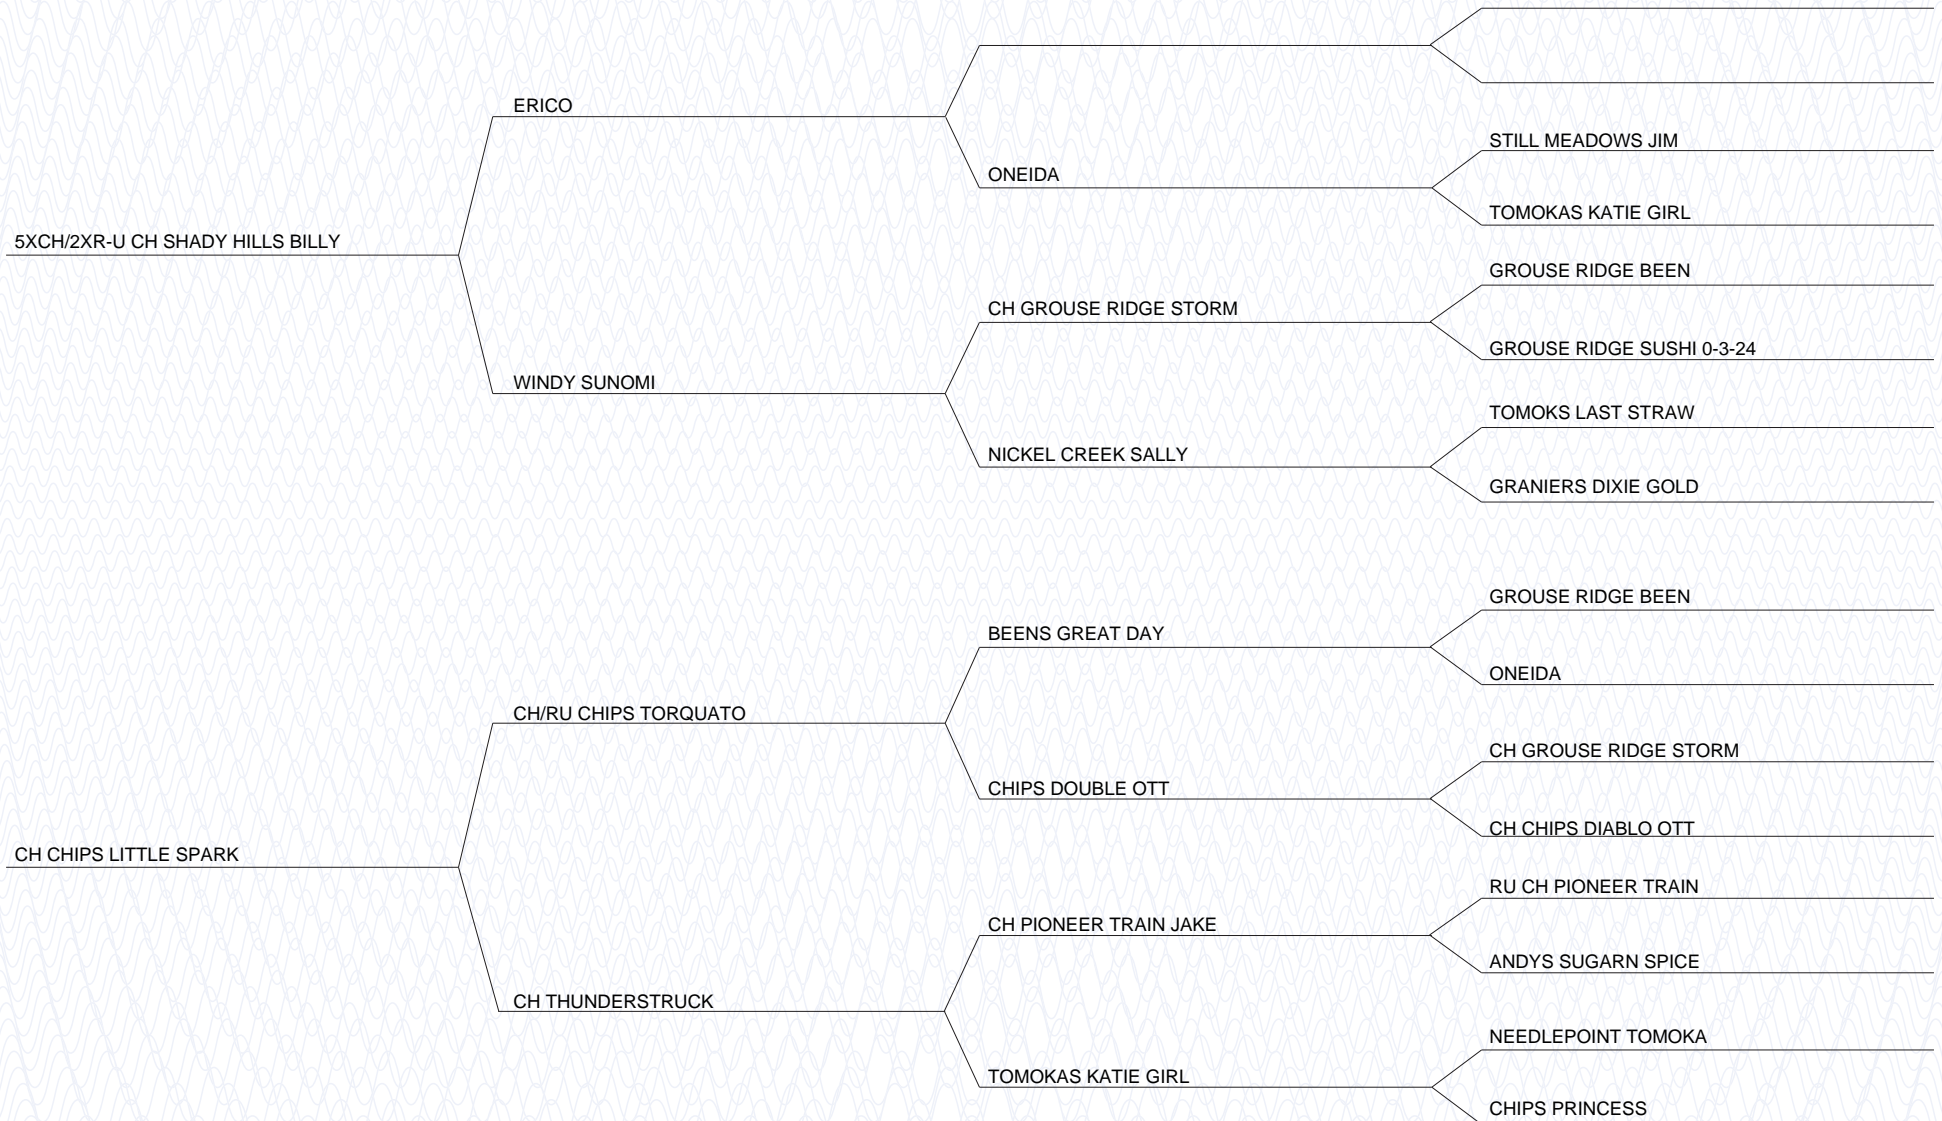 ERICO
STILL MEADOWS JIM
ONEIDA
TOMOKAS KATIE GIRL
5XCH/2XR-U CH SHADY HILLS BILLY
GROUSE RIDGE BEEN
CH GROUSE RIDGE STORM
GROUSE RIDGE SUSHI 0-3-24
WINDY SUNOMI
TOMOKS LAST STRAW
NICKEL CREEK SALLY
GRANIERS DIXIE GOLD
GROUSE RIDGE BEEN
BEENS GREAT DAY
ONEIDA
CH/RU CHIPS TORQUATO
CH GROUSE RIDGE STORM
CHIPS DOUBLE OTT
CH CHIPS DIABLO OTT
CH CHIPS LITTLE SPARK
RU CH PIONEER TRAIN
CH PIONEER TRAIN JAKE
ANDYS SUGARN SPICE
CH THUNDERSTRUCK
NEEDLEPOINT TOMOKA
TOMOKAS KATIE GIRL
CHIPS PRINCESS